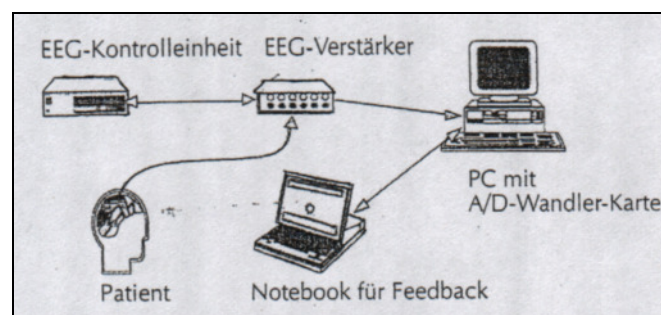 EEG-Kontrolleinheit
EEG-Verstärker
PC mit
A/D-Wandler-Karte
Patient
Notebook für Feedback